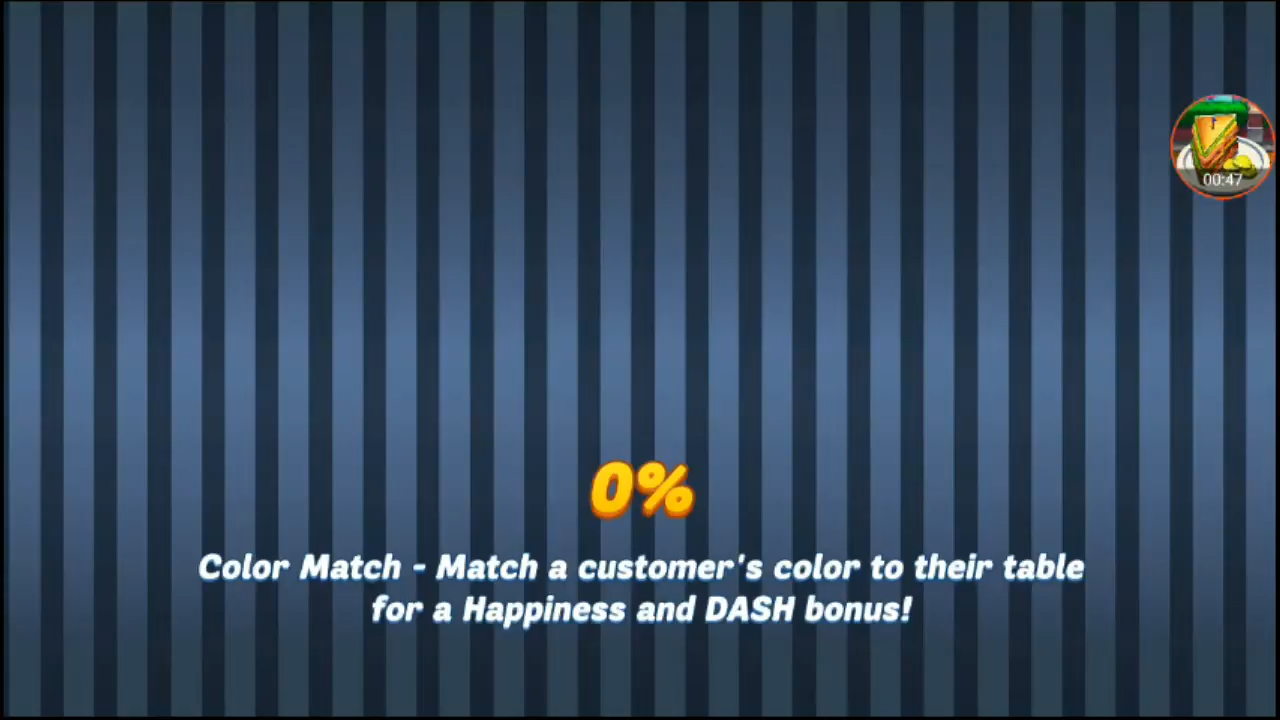 00:47
0%
Color Match - Match a customer's color to their table
for a Happiness and DASH bonus!